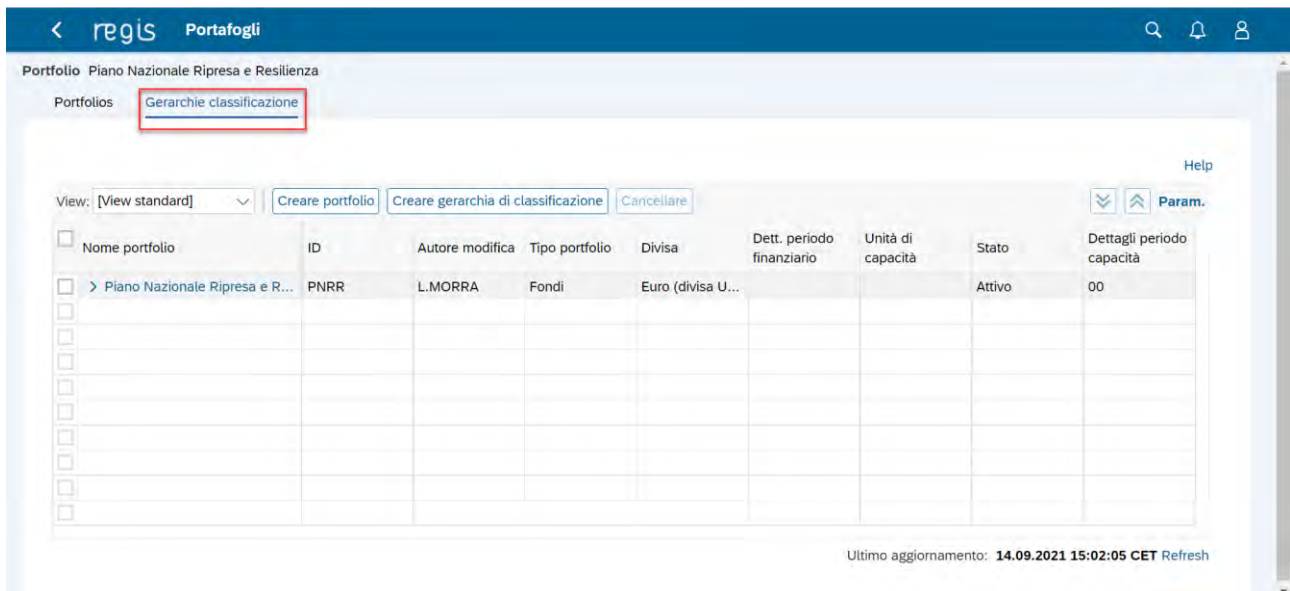 regis Portafogli
Portfolio Piano Nazionale Ripresa e Resilienza
Portfolios Gerarchie classificazione
Help
View: [View standard] Creare portfolio Creare gerarchia di classificazione Cancellare Param.
Nome portfolio ID Autore modifica Tipo portfolio Divisa Dett. periodo finanziario Unità di capacità Stato Dettagli periodo capacità
Piano Nazionale Ripresa e R... PNRR L.MORRA Fondi Euro (divisa U... Attivo 00
Ultimo aggiornamento: 14.09.2021 15:02:05 CET Refresh